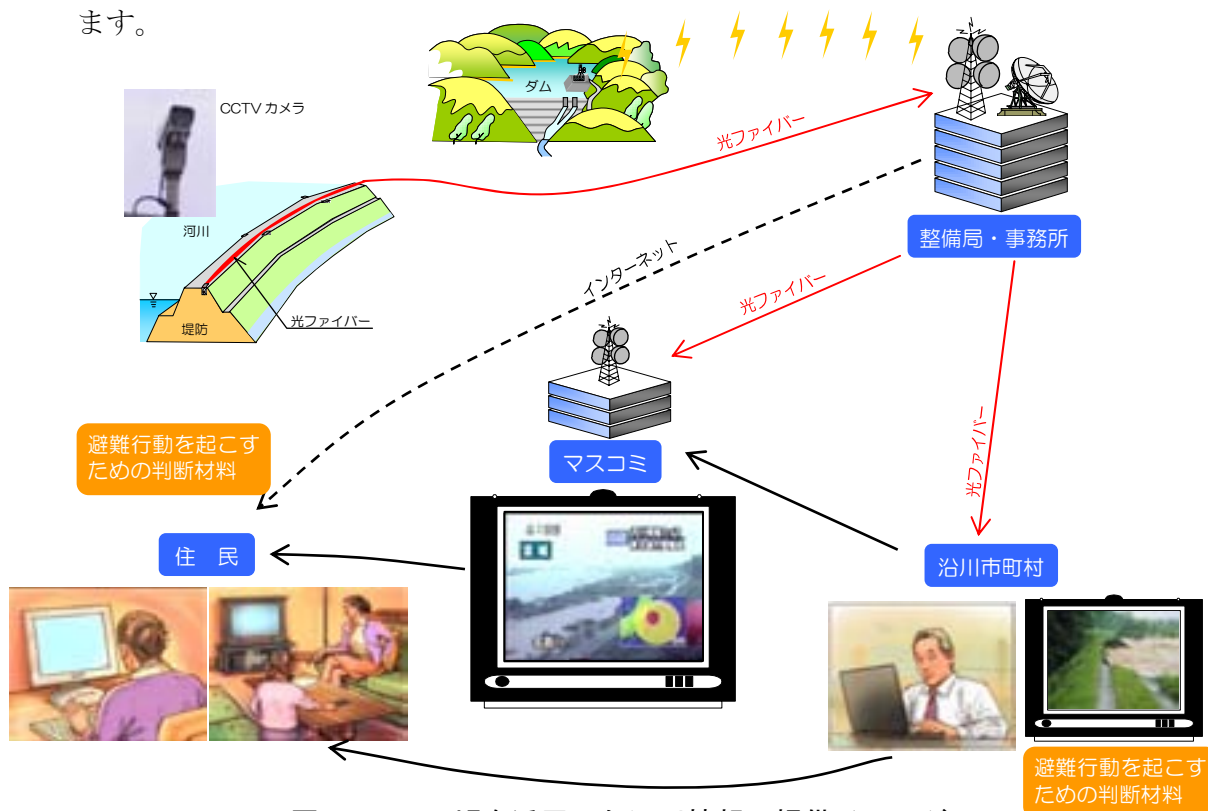 ます。
CCTVカメラ
ダム
光ファイバー
河川
整備局・事務所
インターネット
光ファイバー
光ファイバー
堤防
光ファイバー
避難行動を起こす
ための判断材料
マスコミ
住 民
沿川市町村
避難行動を起こす
ための判断材料